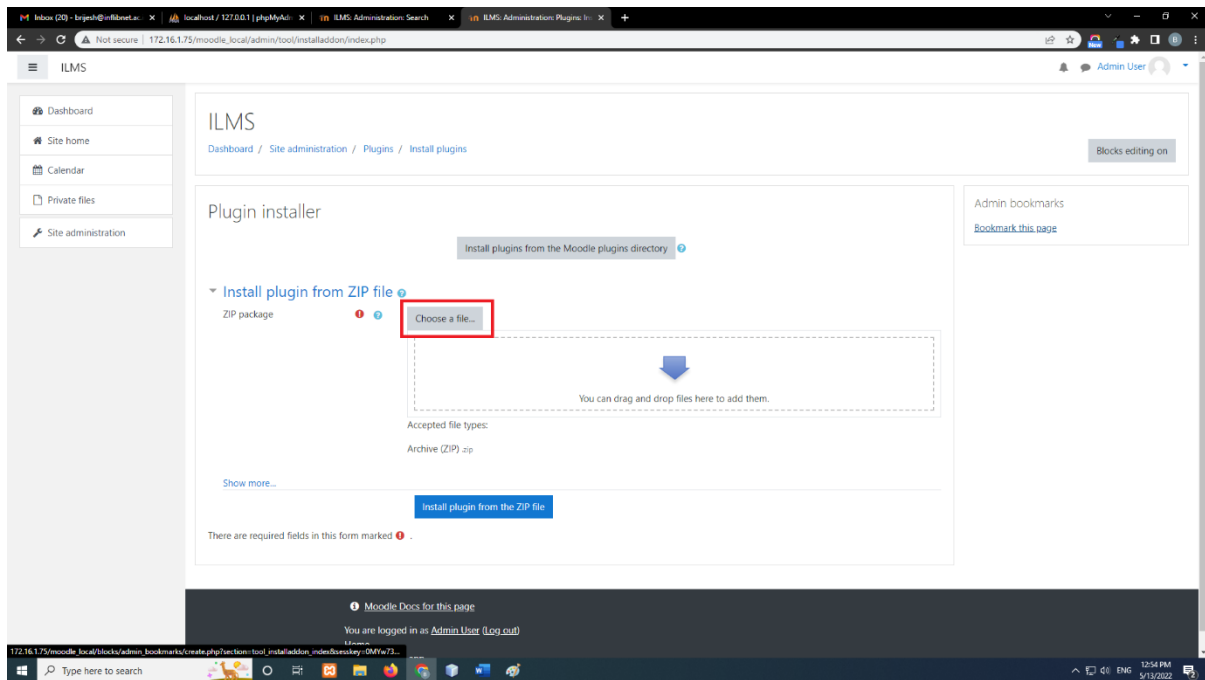 Inbox (20) - brijesh@inflibnet.ac. localhost / 127.0.0.1 | phpMyAdm ILMS: Administration: Search ILMS: Administration: Plugins: Ins
Not secure 172.16.1.75/moodle_local/admin/tool/installaddon/index.php
New B
ILMS
Admin User
Dashboard
Site home
Calendar
Private files
Site administration
ILMS
Dashboard / Site administration / Plugins / Install plugins
Blocks editing on
Plugin installer
Install plugins from the Moodle plugins directory
Install plugin from ZIP file
ZIP package
Choose a file...
You can drag and drop files here to add them.
Accepted file types:
Archive (ZIP) .zip
Show more...
Install plugin from the ZIP file
There are required fields in this form marked .
Admin bookmarks
Bookmark this page
Moodle Docs for this page
You are logged in as Admin User (Log out)
172.16.1.75/moodle_local/blocks/admin_bookmarks/create.php?section=tool_installaddon_index&sesskey=0MYw73...
Type here to search
ENG
12:54 PM
5/13/2022